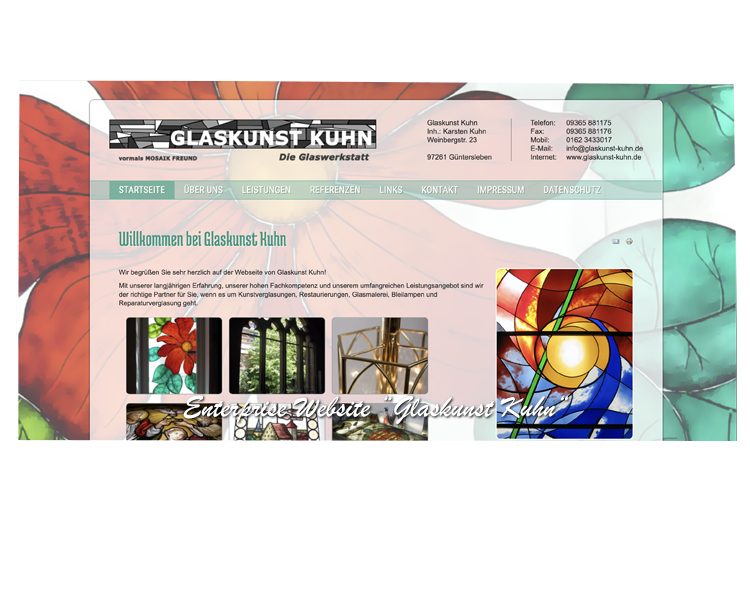 GLASKUNST KUHN
vormals MOSAIK FREUND
Die Glaswerkstatt
Glaskunst Kuhn
Inh.: Karsten Kuhn
Weinbergstr. 23
97261 Güntersleben
Telefon: 09365 881175
Fax: 09365 881176
Mobil: 0162 3433017
E-Mail: info@glaskunst-kuhn.de
Internet: www.glaskunst-kuhn.de
STARTSEITE ÜBER UNS LEISTUNGEN REFERENZEN LINKS KONTAKT IMPRESSUM DATENSCHUTZ
Willkommen bei Glaskunst Kuhn
Wir begrüßen Sie sehr herzlich auf der Webseite von Glaskunst Kuhn!
Mit unserer langjährigen Erfahrung, unserer hohen Fachkompetenz und unserem umfangreichen Leistungsangebot sind wir
der richtige Partner für Sie, wenn es um Kunstverglasungen, Restaurierungen, Glasmalerei, Bleilampen und
Reparaturverglasung geht.
Enterprise Website "Glaskunst Kuhn"